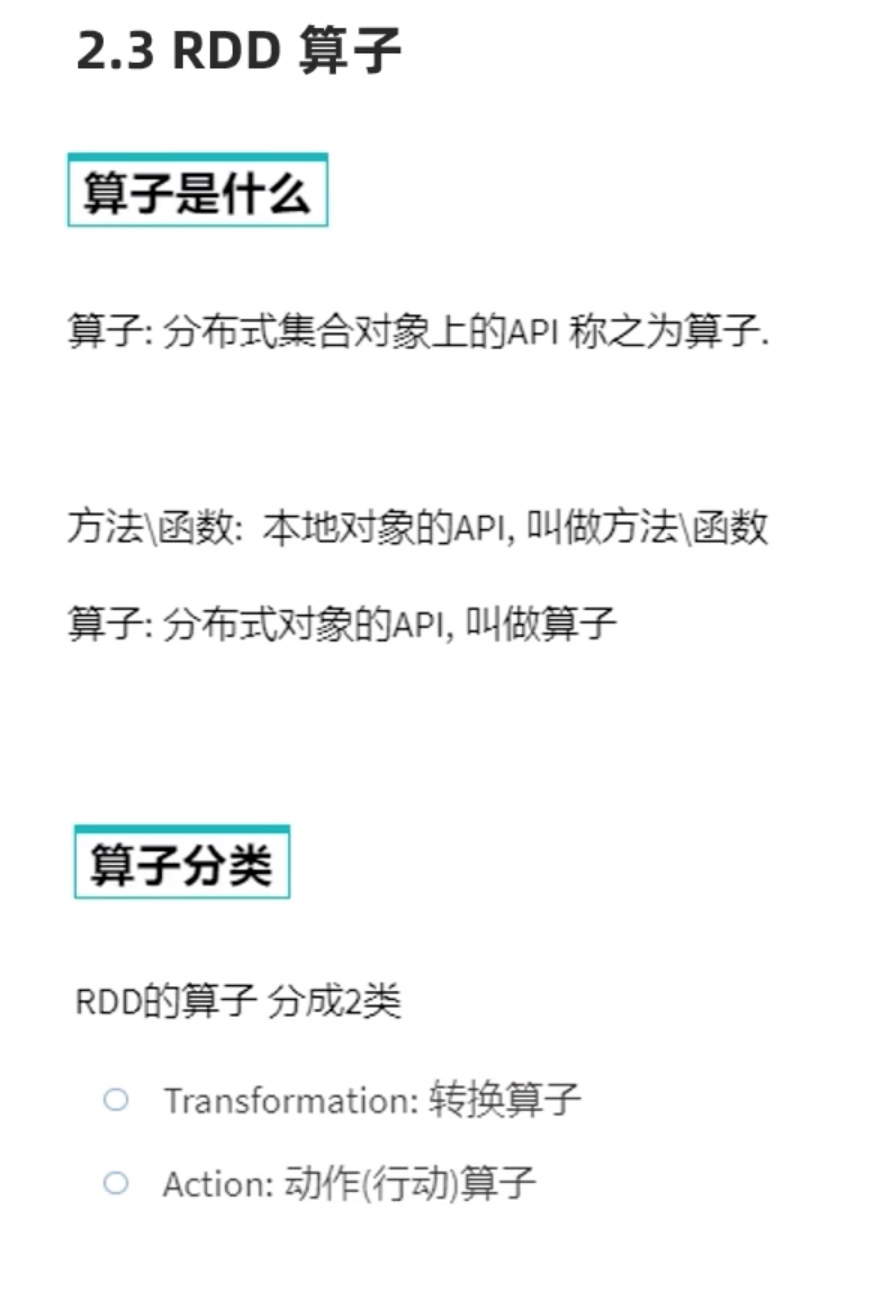 2.3 RDD 算子
算子是什么
算子: 分布式集合对象上的API 称之为算子.
方法\函数: 本地对象的API, 叫做方法\函数
算子: 分布式对象的API, 叫做算子
算子分类
RDD的算子 分成2类
Transformation: 转换算子
Action: 动作(行动)算子